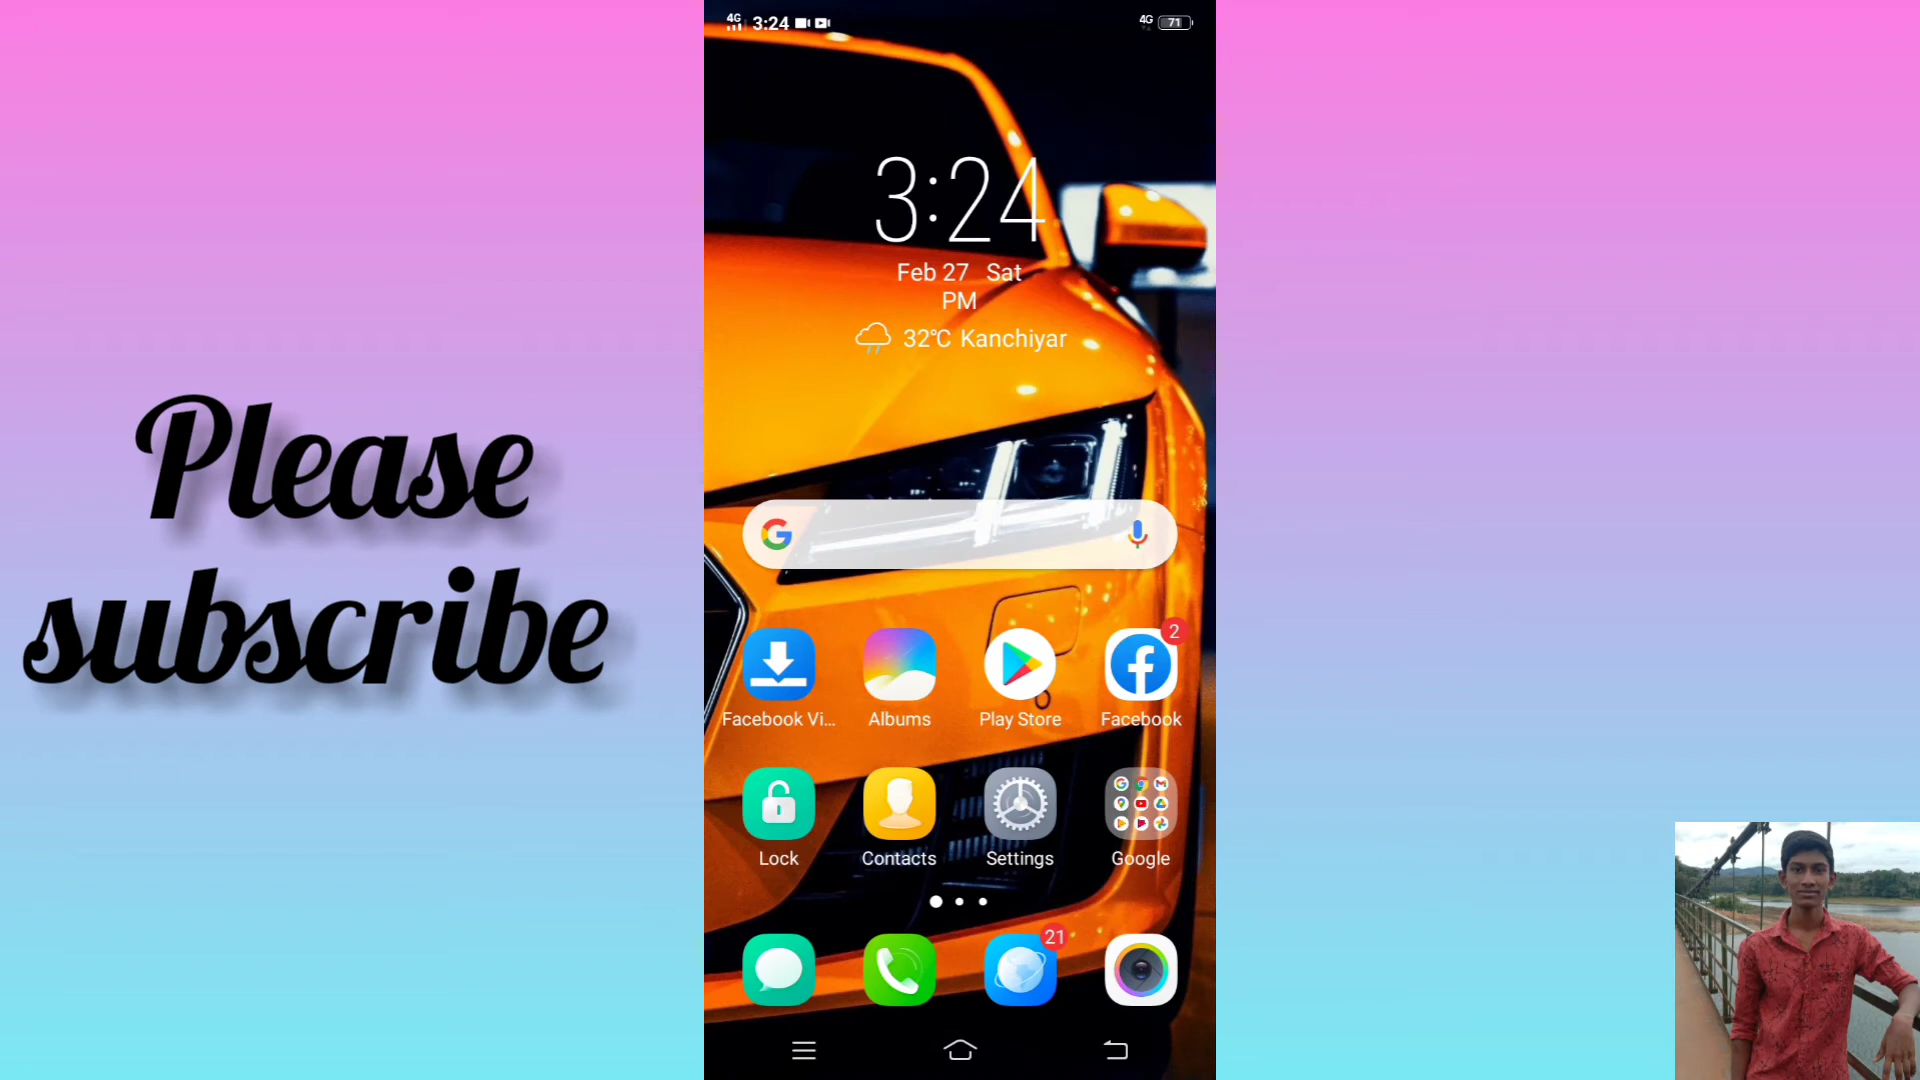 4G 3:24 4G 71
3:24
Feb 27 Sat
PM
32℃ Kanchiyar
Please
subscribe
2
Facebook Vi... Albums Play Store Facebook
Lock Contacts Settings Google
21